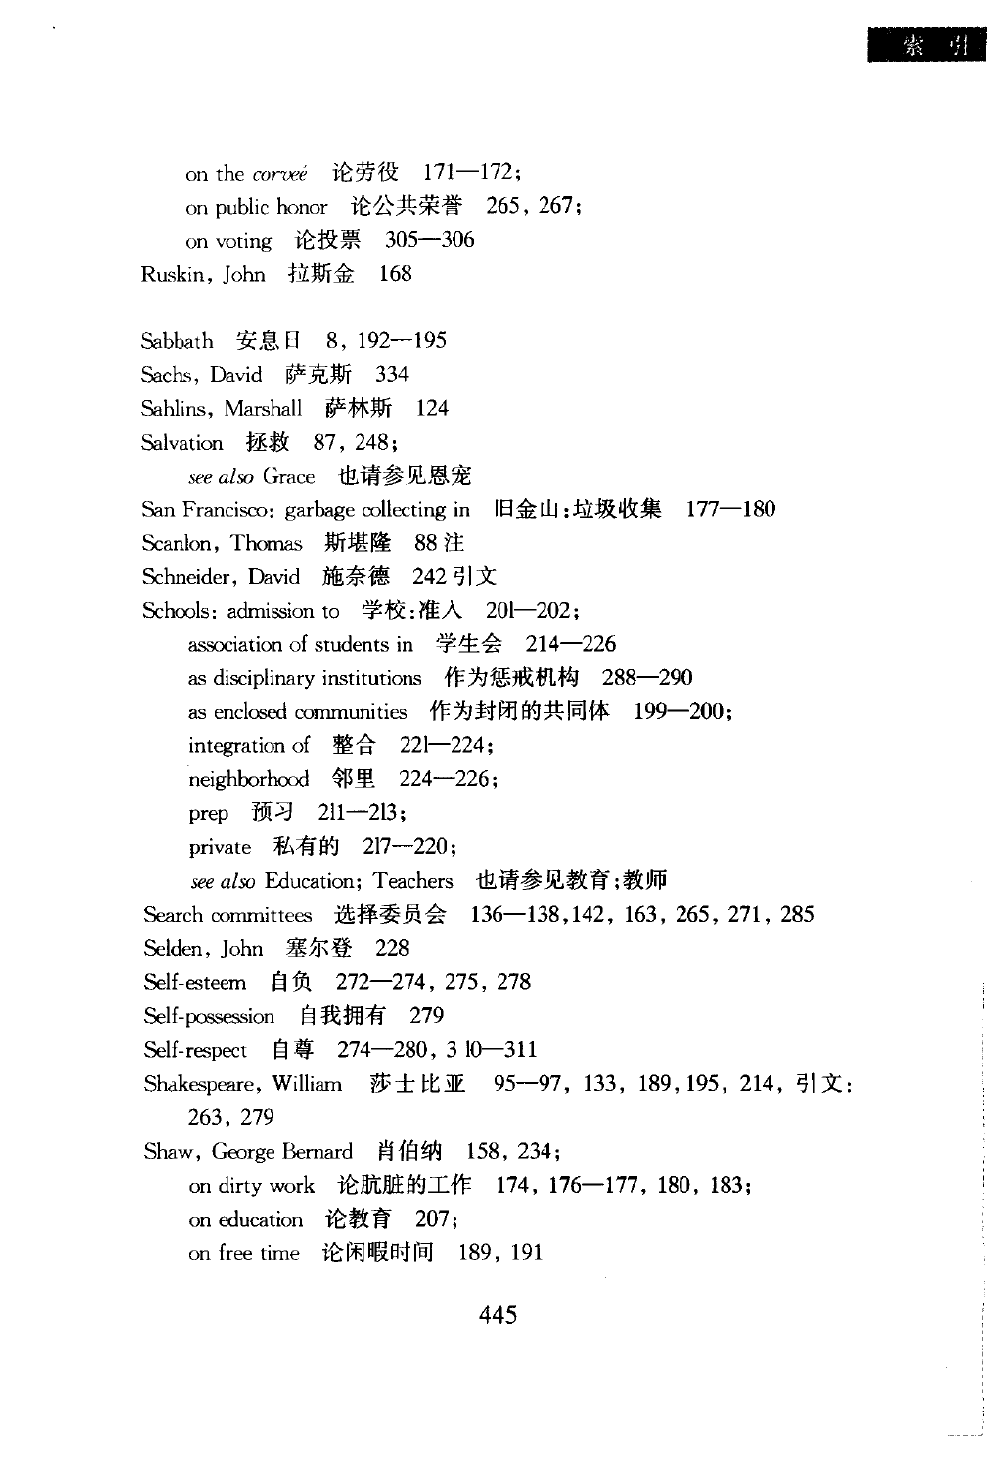 索 引
on the corveé 论劳役 171—172;
on public honor 论公共荣誉 265, 267;
on voting 论投票 305—306
Ruskin, John 拉斯金 168
Sabbath 安息日 8, 192—195
Sachs, David 萨克斯 334
Sahlins, Marshall 萨林斯 124
Salvation 拯救 87, 248;
see also Grace 也请参见恩宠
San Francisco: garbage collecting in 旧金山:垃圾收集 177—180
Scanlon, Thomas 斯堪隆 88注
Schneider, David 施奈德 242引文
Schools: admission to 学校:准入 201—202;
association of students in 学生会 214—226
as disciplinary institutions 作为惩戒机构 288—290
as enclosed communities 作为封闭的共同体 199—200;
integration of 整合 221—224;
neighborhood 邻里 224—226;
prep 预习 211—213;
private 私有的 217—220;
see also Education; Teachers 也请参见教育;教师
Search committees 选择委员会 136—138,142, 163, 265, 271, 285
Selden, John 塞尔登 228
Self-esteem 自负 272—274, 275, 278
Self-possession 自我拥有 279
Self-respect 自尊 274—280, 3 10—311
Shakespeare, William 莎士比亚 95—97, 133, 189,195, 214, 引文:
263, 279
Shaw, George Bernard 肖伯纳 158, 234;
on dirty work 论肮脏的工作 174, 176—177, 180, 183;
on education 论教育 207;
on free time 论闲暇时间 189, 191
445